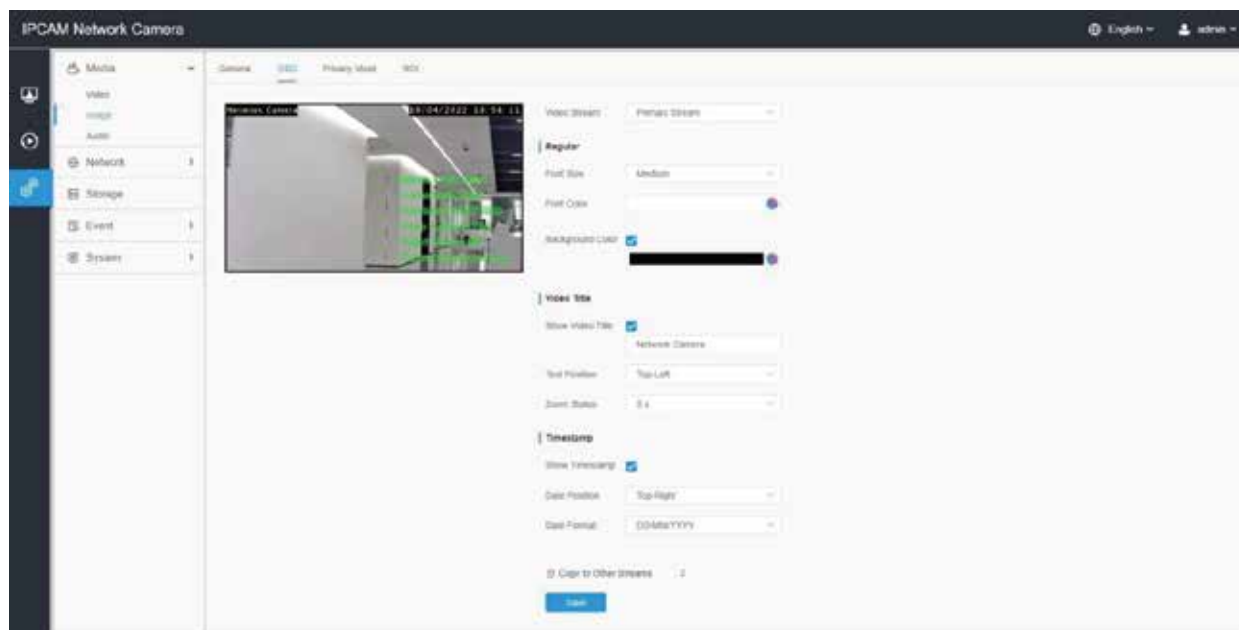 IPCAM Network Camera
English
admin
Media
Video
Image
Audio
Network
Storage
Event
System
General
OSD
Privacy Mask
ROI
Network Camera
Video Stream
Primary Stream
Regular
Font Size
Medium
Font Color
Background Color
Video Title
Show Video Title
Network Camera
Text Position
Top-Left
Zoom Status
Timestamp
Show Timestamp
Date Position
Top-Right
Date Format
DD/MM/YYYY
Copy to Other Streams
Save